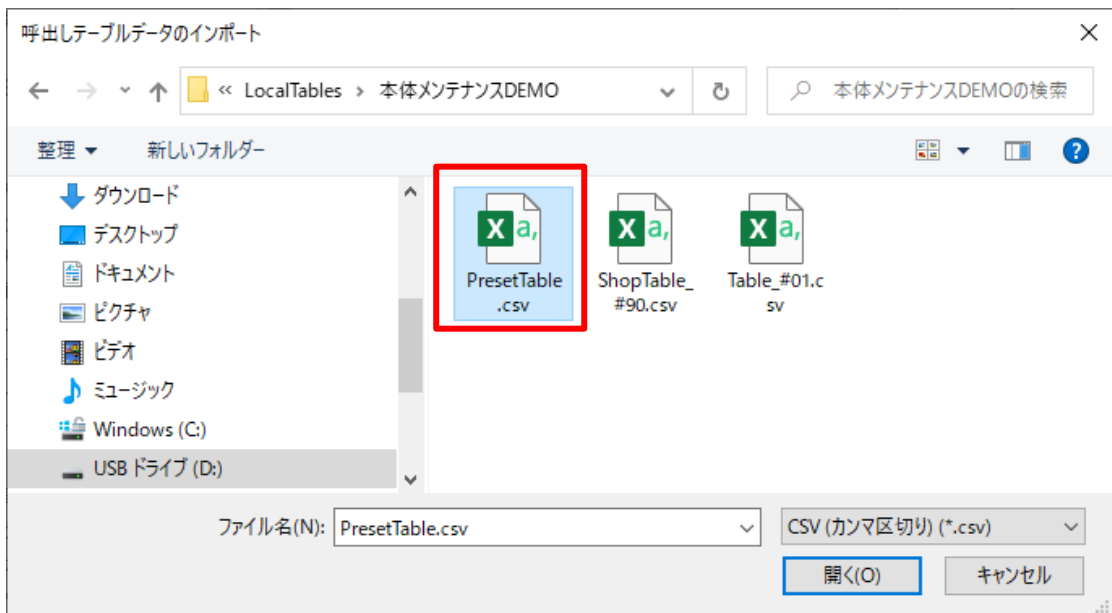 呼出しテーブルデータのインポート
« LocalTables › 本体メンテナンスDEMO
本体メンテナンスDEMOの検索
整理
新しいフォルダー
ダウンロード
デスクトップ
ドキュメント
ピクチャ
ビデオ
ミュージック
Windows (C:)
USB ドライブ (D:)
X a,
PresetTable
.csv
X a,
ShopTable_
#90.csv
X a,
Table_#01.c
sv
ファイル名(N):
PresetTable.csv
CSV (カンマ区切り) (*.csv)
開く(O)
キャンセル